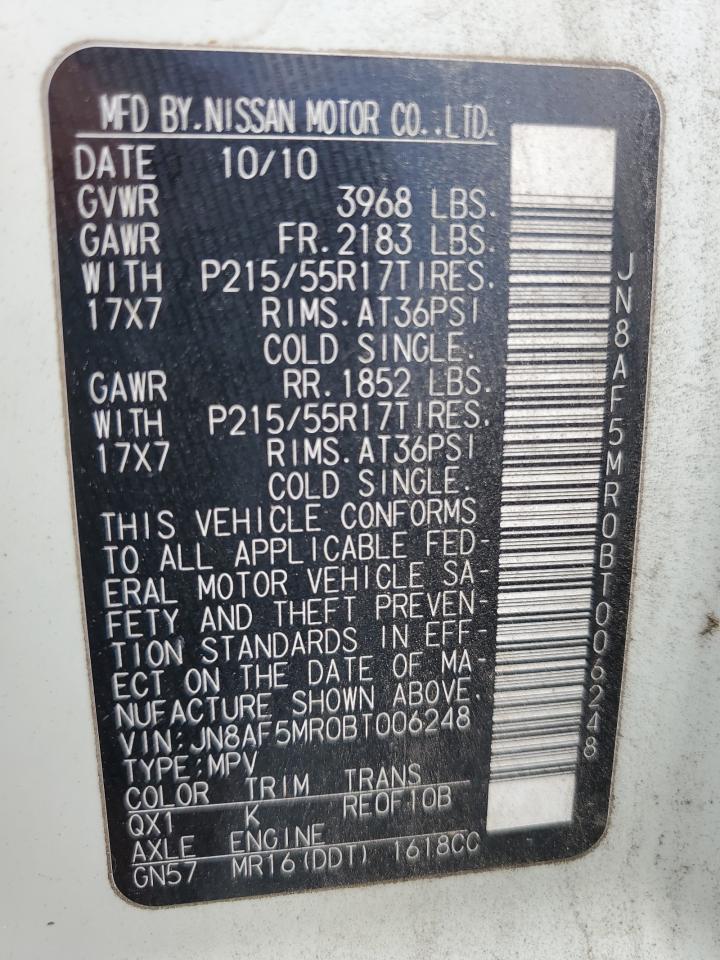 MFD BY.NISSAN MOTOR CO.,LTD.
DATE 10/10
GVWR 3968 LBS.
GAWR FR.2183 LBS.
WITH P215/55R17TIRES.
17X7 RIMS.AT36PSI
COLD SINGLE.
GAWR RR.1852 LBS.
WITH P215/55R17TIRES.
17X7 RIMS.AT36PSI
COLD SINGLE.
THIS VEHICLE CONFORMS
TO ALL APPLICABLE FED-
ERAL MOTOR VEHICLE SA-
FETY AND THEFT PREVEN-
TION STANDARDS IN EFF-
ECT ON THE DATE OF MA-
NUFACTURE SHOWN ABOVE.
VIN:JN8AF5MR0BT006248
TYPE:MPV
COLOR TRIM TRANS
QX1 K RE0F10B
AXLE ENGINE
GN57 MR16(DDT) 1618CC
JN8AF5MR0BT006248